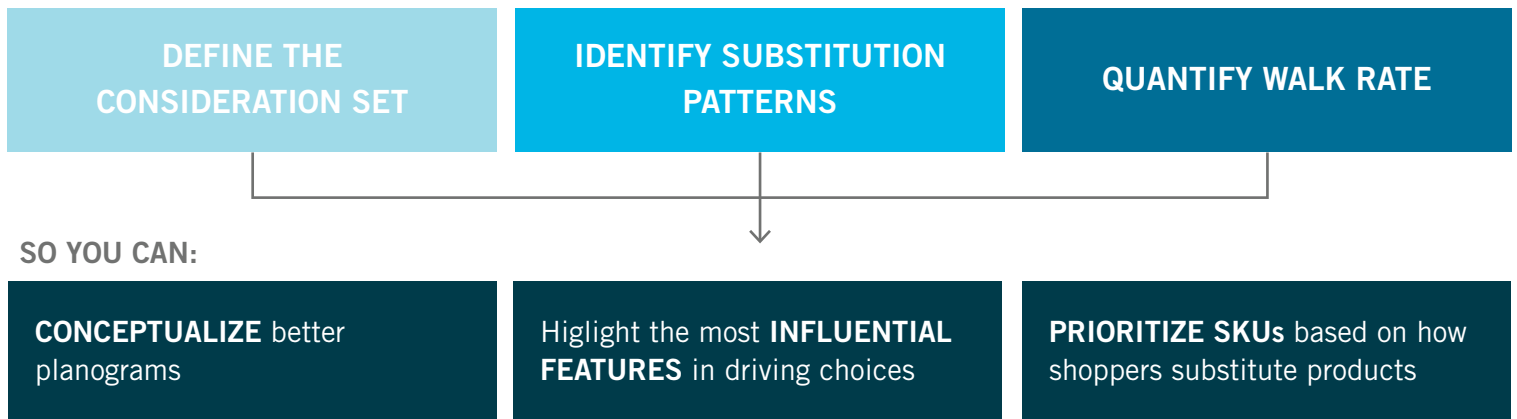 DEFINE THE
CONSIDERATION SET
IDENTIFY SUBSTITUTION
PATTERNS
QUANTIFY WALK RATE
SO YOU CAN:
CONCEPTUALIZE better
planograms
Higlight the most INFLUENTIAL
FEATURES in driving choices
PRIORITIZE SKUs based on how
shoppers substitute products